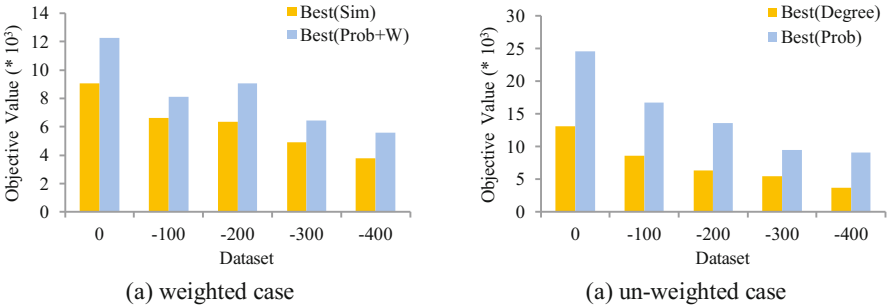 14
12
10
8
6
4
2
0
Objective Value (* 10³)
Best(Sim)
Best(Prob+W)
0 -100 -200 -300 -400
Dataset
(a) weighted case
30
25
20
15
10
5
0
Objective Value (* 10³)
Best(Degree)
Best(Prob)
0 -100 -200 -300 -400
Dataset
(a) un-weighted case